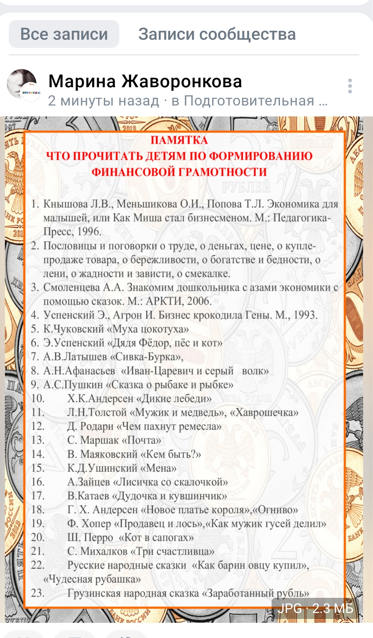 Все записи Записи сообщества
Марина Жаворонкова
2 минуты назад · в Подготовительная ...
ПАМЯТКА
ЧТО ПРОЧИТАТЬ ДЕТЯМ ПО ФОРМИРОВАНИЮ
ФИНАНСОВОЙ ГРАМОТНОСТИ
1. Кнышова Л.В., Меньшикова О.И., Попова Т.Л. Экономика для
малышей, или Как Миша стал бизнесменом. М.: Педагогика-
Пресс, 1996.
2. Пословицы и поговорки о труде, о деньгах, цене, о купле-
продаже товара, о бережливости, о богатстве и бедности, о
лени, о жадности и зависти, о смекалке.
3. Смоленцева А.А. Знакомим дошкольника с азами экономики с
помощью сказок. М.: АРКТИ, 2006.
4. Успенский Э., Агрон И. Бизнес крокодила Гены. М., 1993.
5. К.Чуковский «Муха цокотуха»
6. Э.Успенский «Дядя Фёдор, пёс и кот»
7. А.В.Латышев «Сивка-Бурка»,
8. А.Н.Афанасьев «Иван-Царевич и серый волк»
9. А.С.Пушкин «Сказка о рыбаке и рыбке»
10. Х.К.Андерсен «Дикие лебеди»
11. Л.Н.Толстой «Мужик и медведь», «Хаврошечка»
12. Д. Родари «Чем пахнут ремесла»
13. С. Маршак «Почта»
14. В. Маяковский «Кем быть?»
15. К.Д.Ушинский «Мена»
16. А.Зайцев «Лисичка со скалочкой»
17. В.Катаев «Дудочка и кувшинчик»
18. Г. Х. Андерсен «Новое платье короля»,«Огниво»
19. Ф. Хопер «Продавец и лось»,«Как мужик гусей делил»
20. Ш. Перро «Кот в сапогах»
21. С. Михалков «Три счастливца»
22. Русские народные сказки «Как барин овцу купил»,
«Чудесная рубашка»
23. Грузинская народная сказка «Заработанный рубль»
JPG · 2.3 МБ